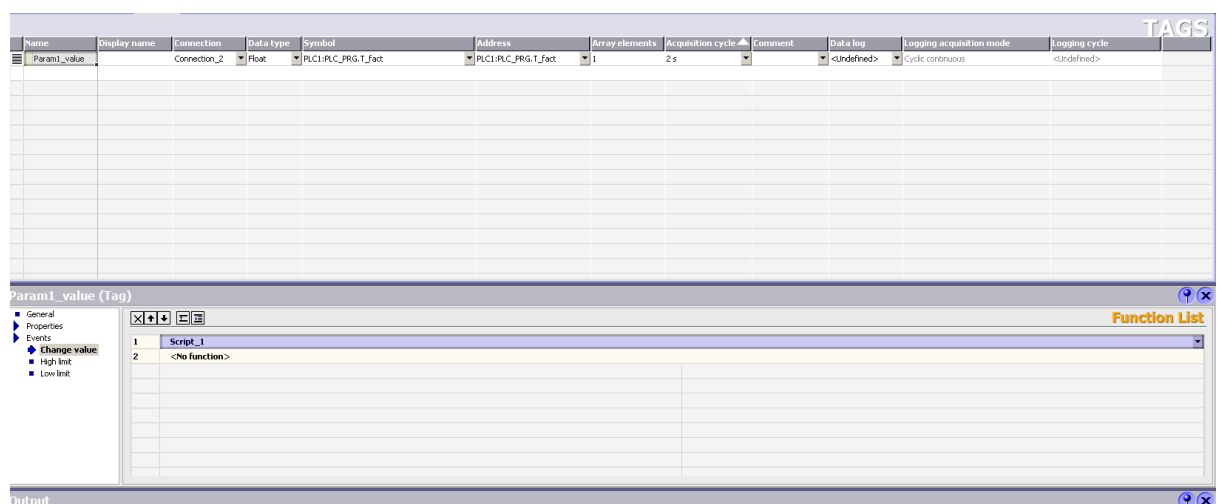 TAGS
Name Display name Connection Data type Symbol Address Array elements Acquisition cycle Comment Data log Logging acquisition mode Logging cycle
Param1_value Connection_2 Float PLC1:PLC_PRG.T_fact PLC1:PLC_PRG.T_fact 1 2 s <Undefined> Cyclic continuous <Undefined>
Param1_value (Tag)
General
Properties
Events
Change value
High limit
Low limit
Function List
1 Script_1
2 <No function>
Output